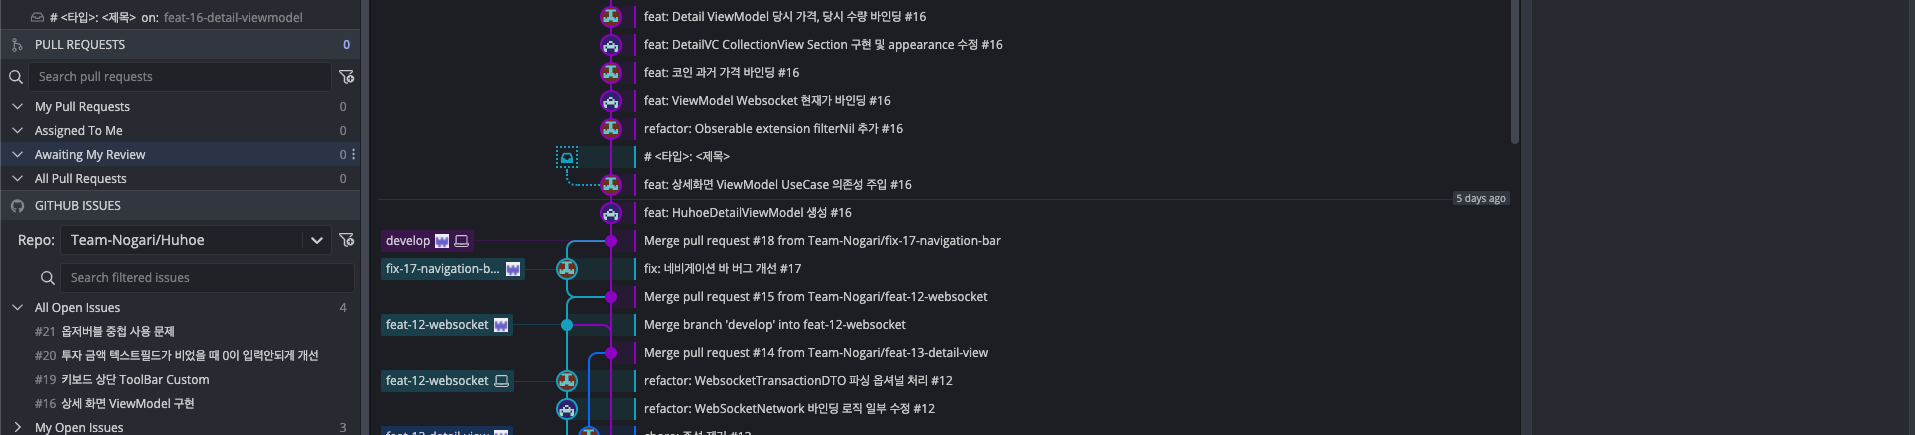 # <타입>: <제목> on: feat-16-detail-viewmodel
PULL REQUESTS 0
Search pull requests
My Pull Requests 0
Assigned To Me 0
Awaiting My Review 0
All Pull Requests 0
GITHUB ISSUES
Repo: Team-Nogari/Huhoe
Search filtered issues
All Open Issues 4
#21 옵저버블 중첩 사용 문제
#20 투자 금액 텍스트필드가 비었을 때 0이 입력안되게 개선
#19 키보드 상단 ToolBar Custom
#16 상세 화면 ViewModel 구현
My Open Issues 3
feat: Detail ViewModel 당시 가격, 당시 수량 바인딩 #16
feat: DetailVC CollectionView Section 구현 및 appearance 수정 #16
feat: 코인 과거 가격 바인딩 #16
feat: ViewModel Websocket 현재가 바인딩 #16
refactor: Obserable extension filterNil 추가 #16
# <타입>: <제목>
feat: 상세화면 ViewModel UseCase 의존성 주입 #16
5 days ago
feat: HuhoeDetailViewModel 생성 #16
develop Merge pull request #18 from Team-Nogari/fix-17-navigation-bar
fix-17-navigation-b... fix: 네비게이션 바 버그 개선 #17
Merge pull request #15 from Team-Nogari/feat-12-websocket
feat-12-websocket Merge branch 'develop' into feat-12-websocket
Merge pull request #14 from Team-Nogari/feat-13-detail-view
feat-12-websocket refactor: WebsocketTransactionDTO 파싱 옵셔널 처리 #12
refactor: WebSocketNetwork 바인딩 로직 일부 수정 #12
feat-13-detail-view